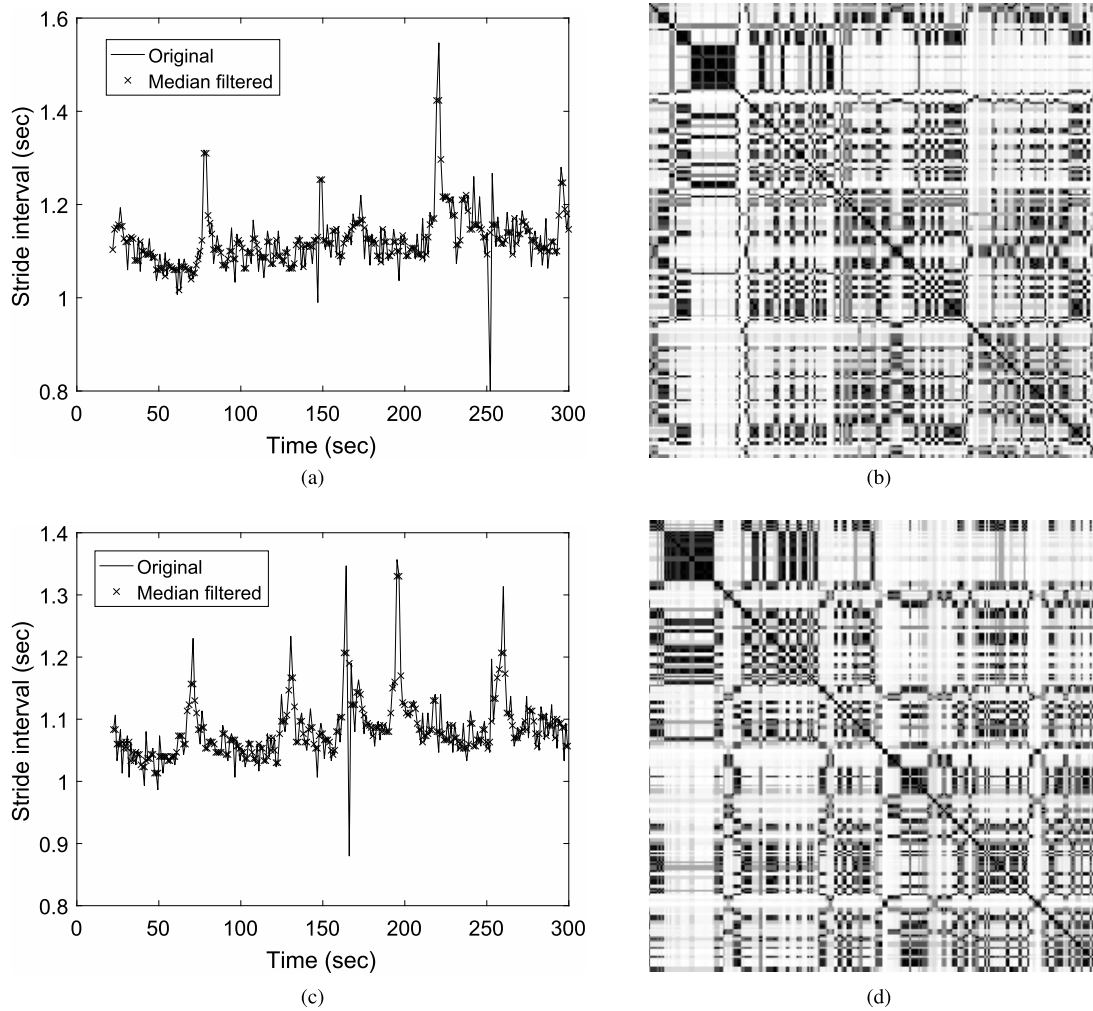 1.6
1.4
1.2
1
0.8
Stride interval (sec)
Original
Median filtered
0 50 100 150 200 250 300
Time (sec)
(a)
(b)
1.4
1.3
1.2
1.1
1
0.9
0.8
Stride interval (sec)
Original
Median filtered
0 50 100 150 200 250 300
Time (sec)
(c)
(d)